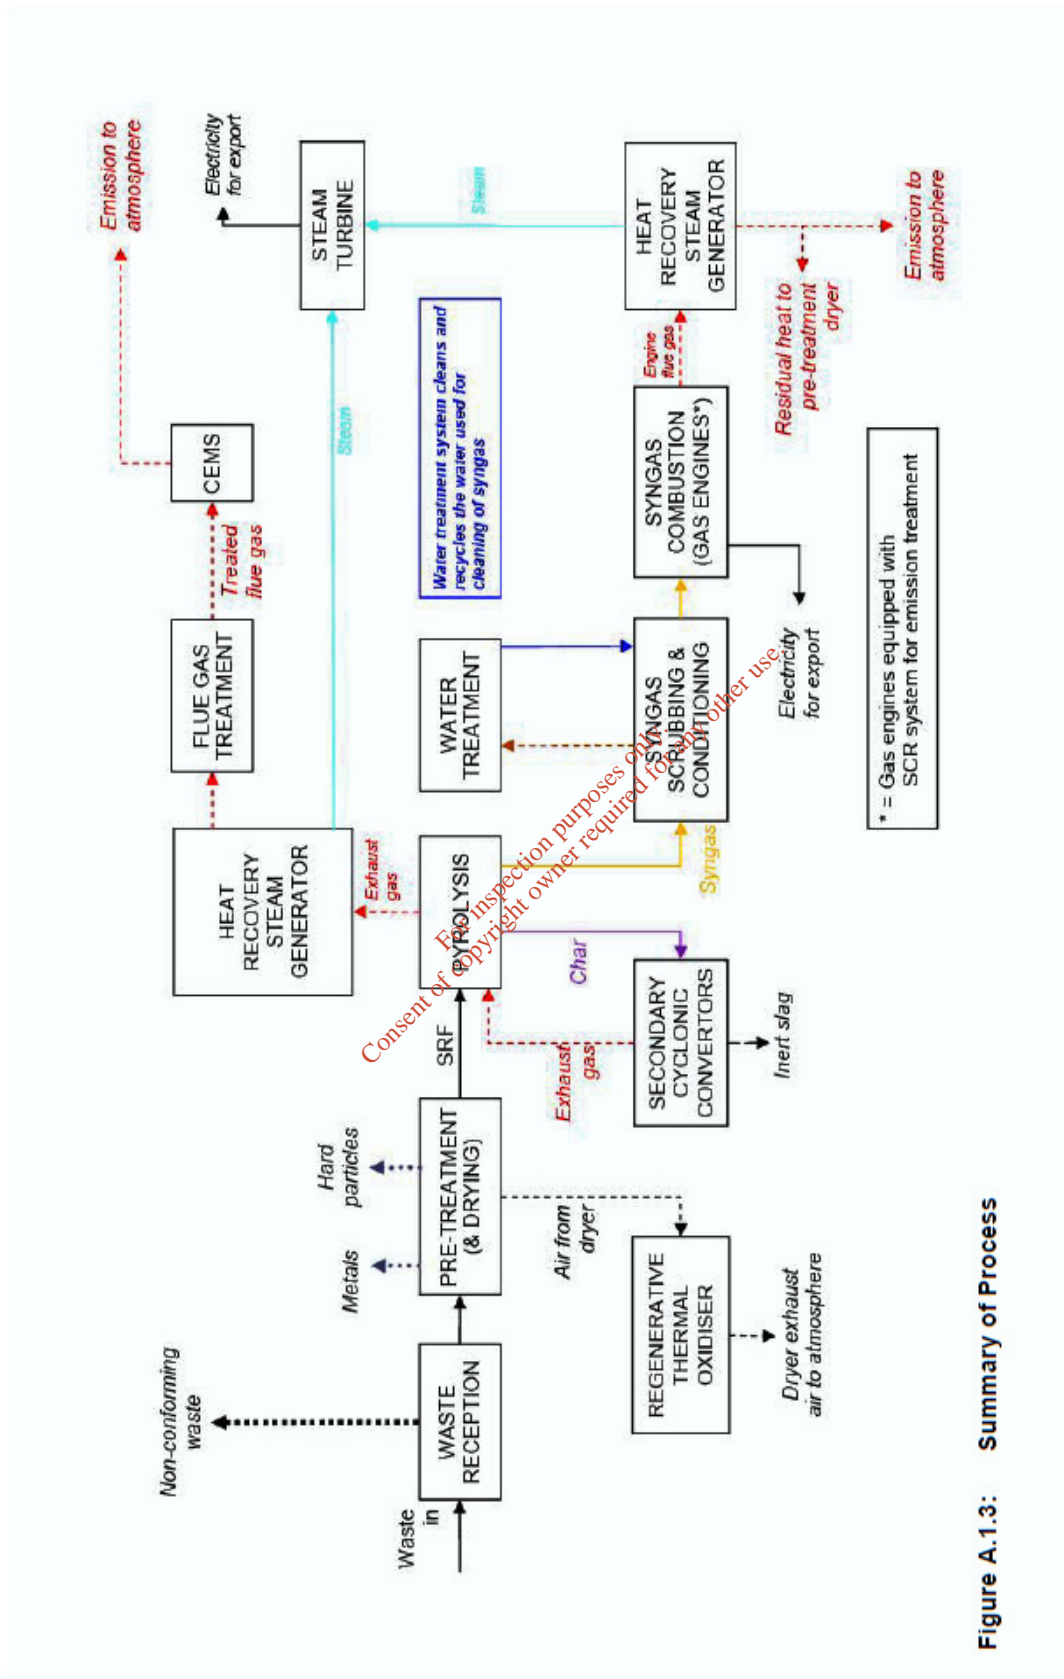 Waste
in
WASTE
RECEPTION
Non-conforming
waste
PRE-TREATMENT
(& DRYING)
Metals
Hard
particles
Air from
dryer
REGENERATIVE
THERMAL
OXIDISER
Dryer exhaust
air to atmosphere
SRF
PYROLYSIS
Exhaust
gas
Char
SECONDARY
CYCLONIC
CONVERTORS
Inert slag
Exhaust
gas
HEAT
RECOVERY
STEAM
GENERATOR
FLUE GAS
TREATMENT
Treated
flue gas
CEMS
Emission to
atmosphere
Steam
STEAM
TURBINE
Electricity
for export
Syngas
WATER
TREATMENT
SYNGAS
SCRUBBING &
CONDITIONING
Water treatment system cleans and
recycles the water used for
cleaning of syngas
SYNGAS
COMBUSTION
(GAS ENGINES*)
Electricity
for export
Engine
flue gas
HEAT
RECOVERY
STEAM
GENERATOR
Steam
Residual heat to
pre-treatment
dryer
Emission to
atmosphere
* = Gas engines equipped with
SCR system for emission treatment
For inspection purposes only.
Consent of copyright owner required for any other use.
Figure A.1.3: Summary of Process